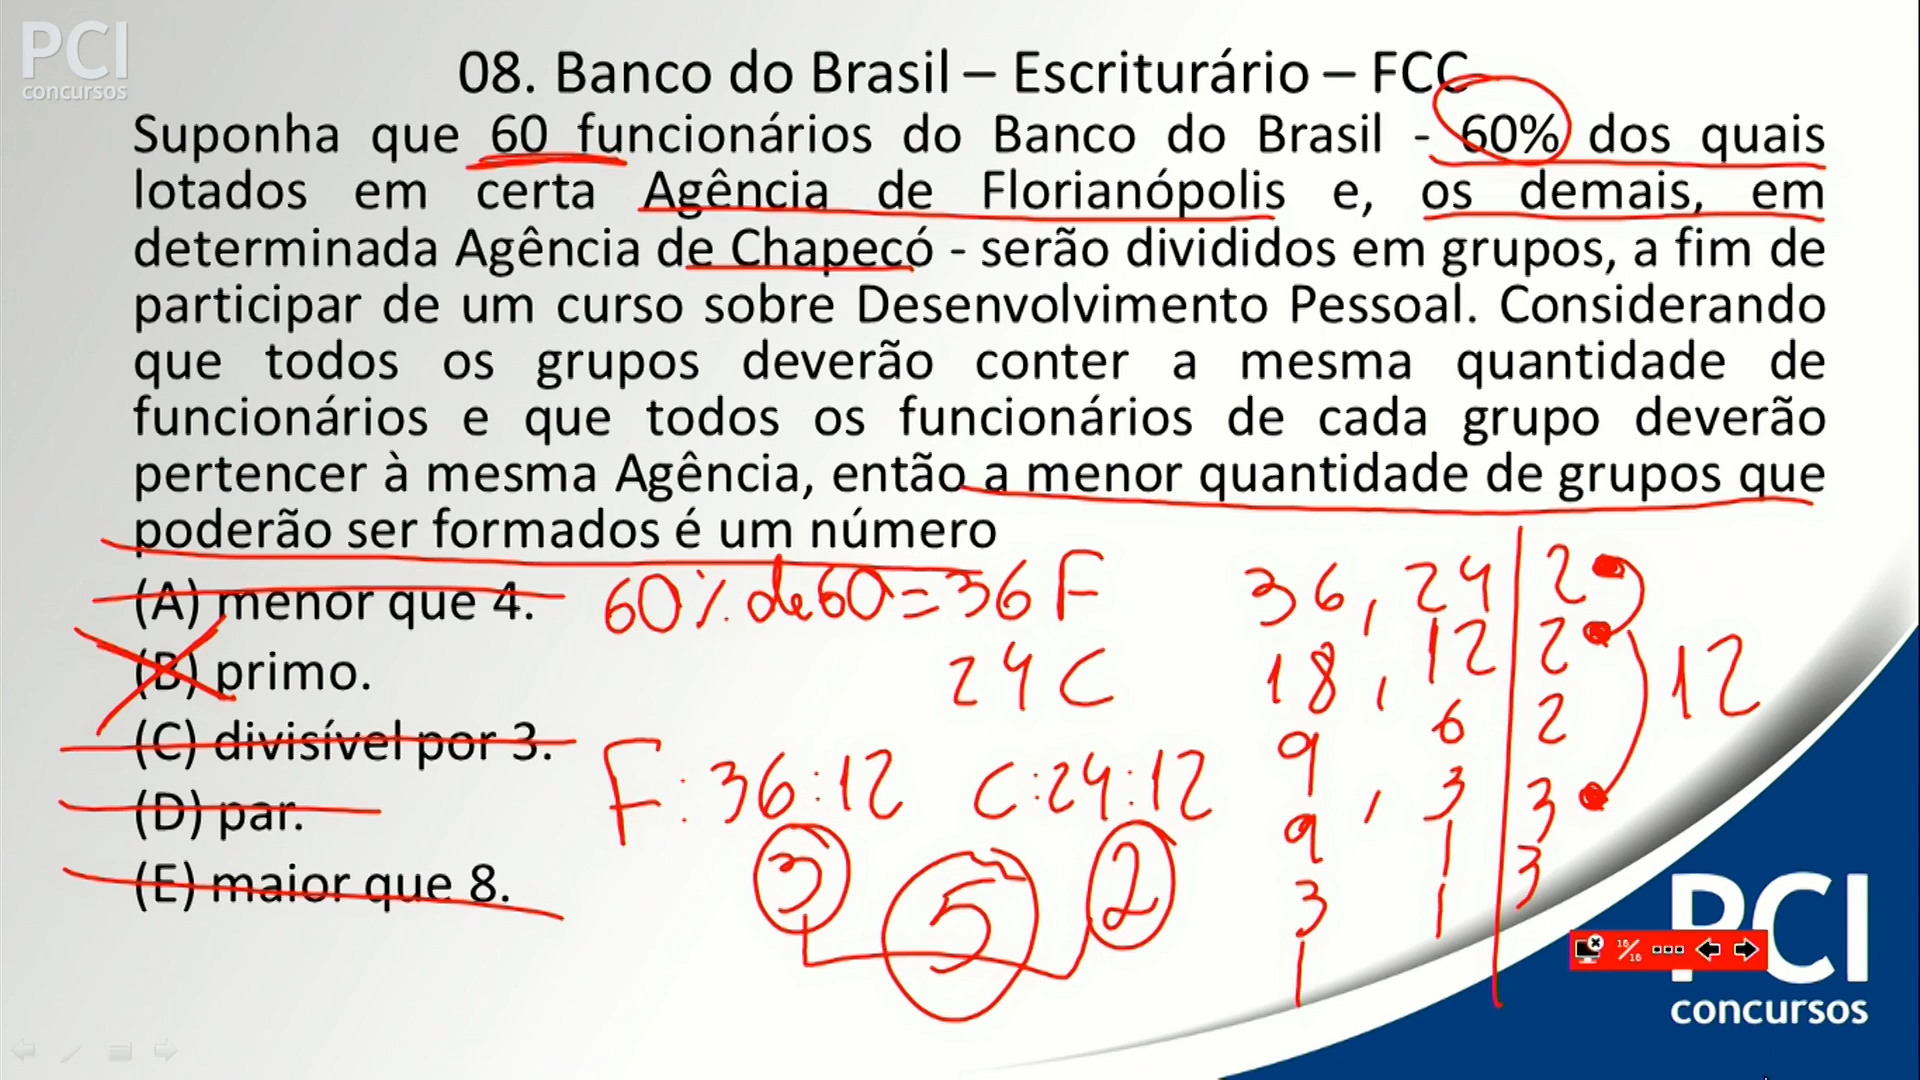 PCI
concursos
08. Banco do Brasil – Escriturário – FCC
Suponha que 60 funcionários do Banco do Brasil - 60% dos quais
lotados em certa Agência de Florianópolis e, os demais, em
determinada Agência de Chapecó - serão divididos em grupos, a fim de
participar de um curso sobre Desenvolvimento Pessoal. Considerando
que todos os grupos deverão conter a mesma quantidade de
funcionários e que todos os funcionários de cada grupo deverão
pertencer à mesma Agência, então a menor quantidade de grupos que
poderão ser formados é um número
(A) menor que 4.
(B) primo.
(C) divisível por 3.
(D) par.
(E) maior que 8.
60% de 60 = 36 F
24 C
F: 36:12 C:24:12
3 5 2
36, 24 2
18, 12 2
9, 6 2
9, 3 3
9 1 3
3 1
1
12
16/16
PCI
concursos